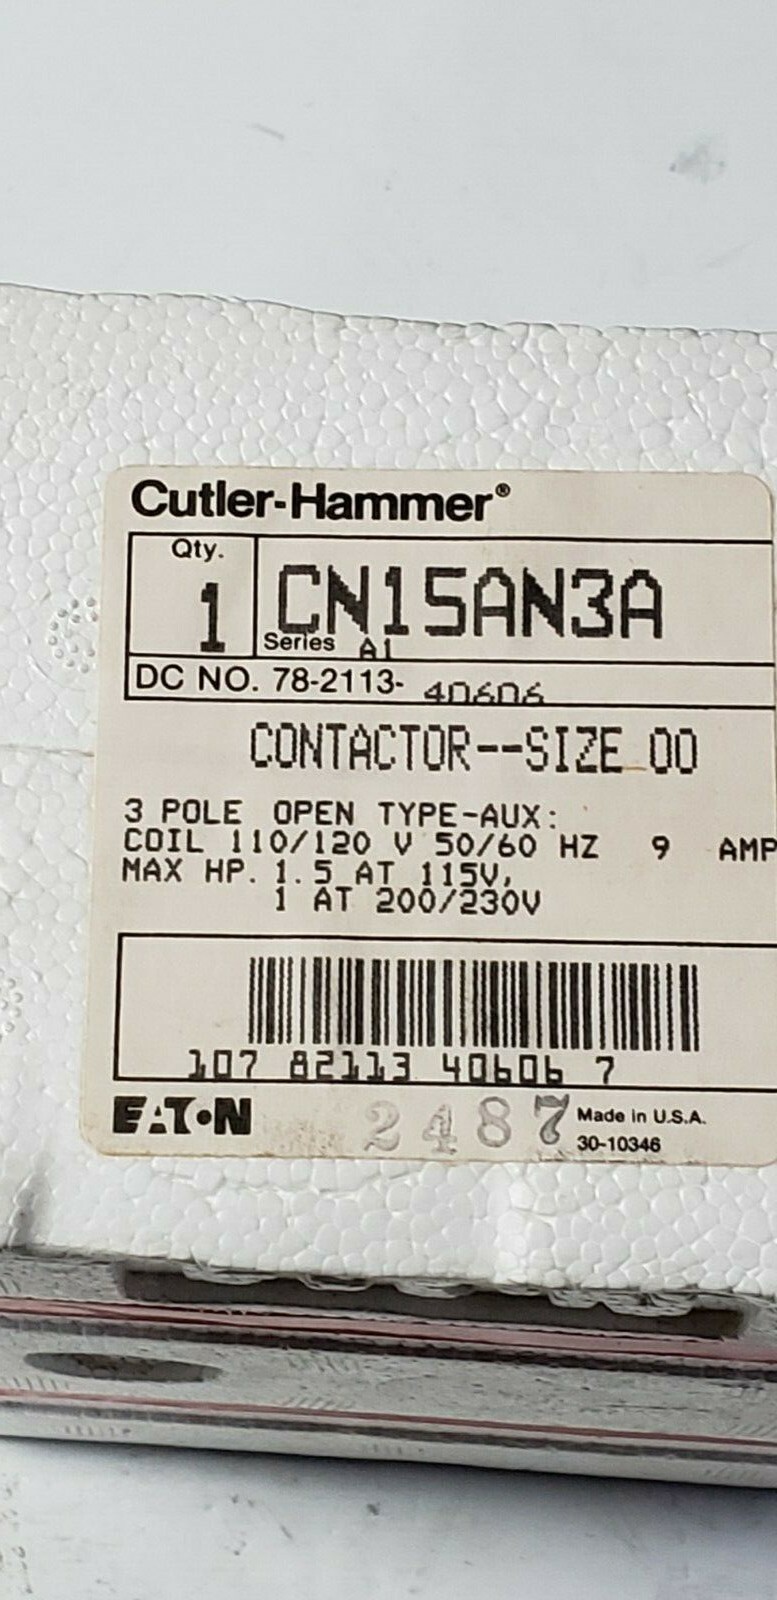 Cutler-Hammer®
Qty.
1
CN15AN3A
Series A1
DC NO. 78-2113- 40606
CONTACTOR--SIZE 00
3 POLE OPEN TYPE-AUX:
COIL 110/120 V 50/60 HZ 9 AMP
MAX HP. 1.5 AT 115V,
1 AT 200/230V
107 82113 40606 7
EATON
2487
Made in U.S.A.
30-10346